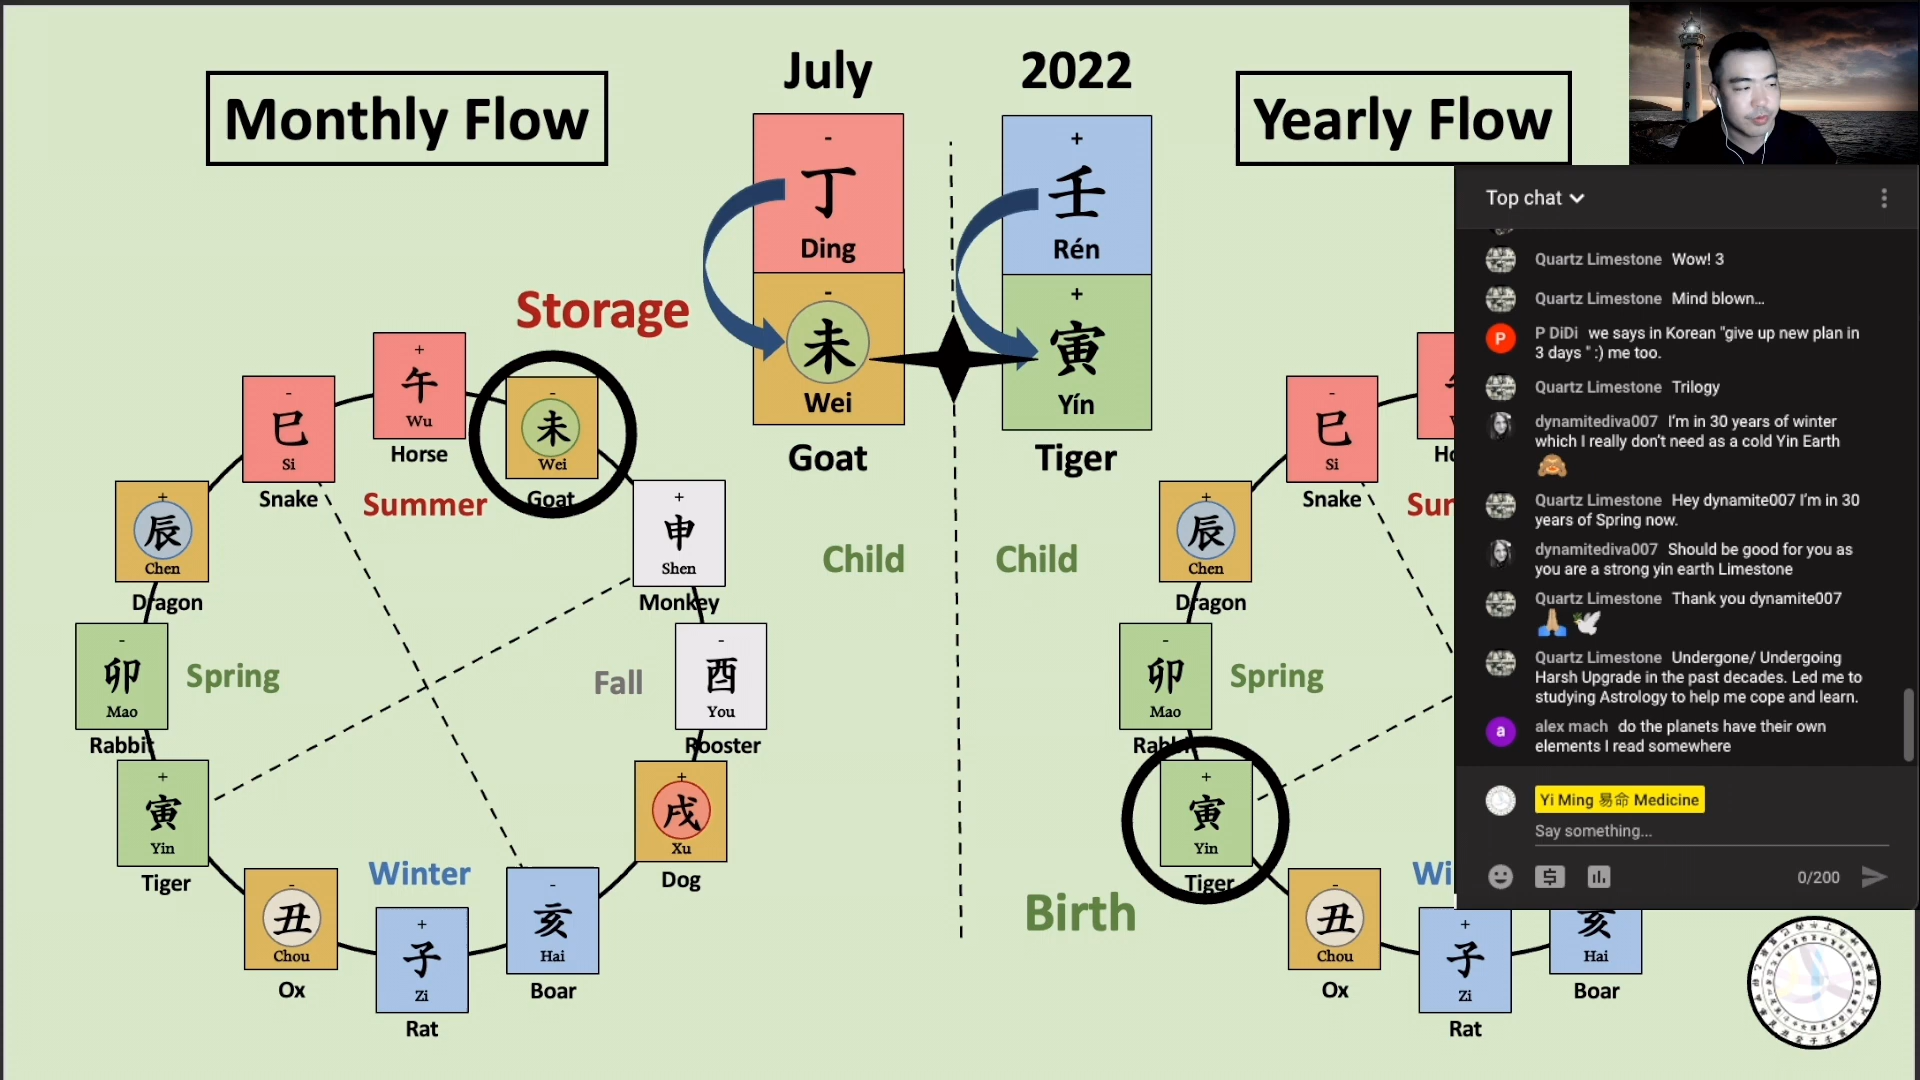 July
2022
Monthly Flow
Yearly Flow
-
丁
Ding
-
未
Wei
Goat
+
壬
Rén
+
寅
Yín
Tiger
Storage
+
午
Wu
Horse
-
未
Wei
Goat
-
巳
Si
Snake
Summer
+
申
Shen
Monkey
+
辰
Chen
Dragon
-
卯
Mao
Rabbit
Spring
Fall
-
酉
You
Rooster
+
寅
Yin
Tiger
+
戌
Xu
Dog
Winter
-
丑
Chou
Ox
+
子
Zi
Rat
-
亥
Hai
Boar
Child
Child
Birth
-
巳
Si
Snake
+
辰
Chen
Dragon
-
卯
Mao
Rabbit
Spring
+
寅
Yin
Tiger
-
丑
Chou
Ox
+
子
Zi
Rat
亥
Hai
Boar
Top chat
Quartz Limestone Wow! 3
Quartz Limestone Mind blown...
P
P DiDi we says in Korean "give up new plan in
3 days " :) me too.
Quartz Limestone Trilogy
dynamitediva007 I'm in 30 years of winter
which I really don't need as a cold Yin Earth
🙈
Quartz Limestone Hey dynamite007 I'm in 30
years of Spring now.
dynamitediva007 Should be good for you as
you are a strong yin earth Limestone
Quartz Limestone Thank you dynamite007
🙏🕊
Quartz Limestone Undergone/ Undergoing
Harsh Upgrade in the past decades. Led me to
studying Astrology to help me cope and learn.
a
alex mach do the planets have their own
elements I read somewhere
Yi Ming 易命 Medicine
Say something...
0/200